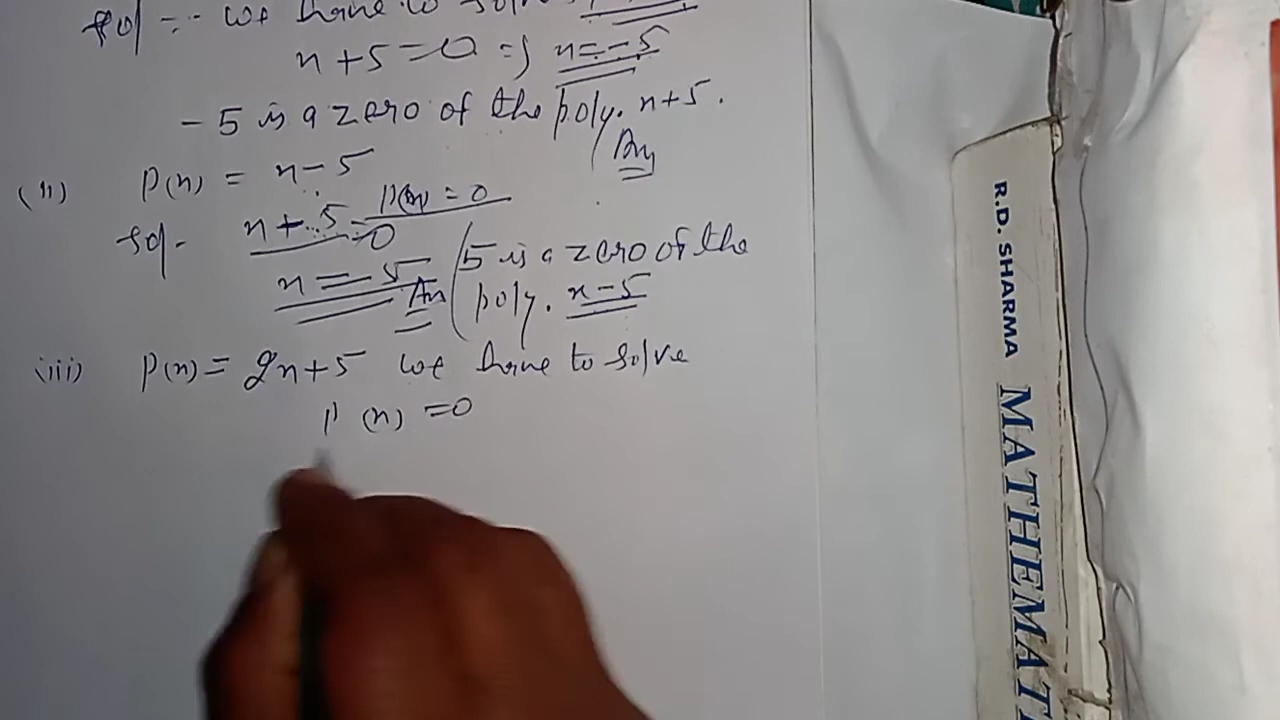 sol :- We have to solve
x + 5 = 0 => x = -5
-5 is a zero of the poly. x + 5.
Ans
(ii) P(x) = x - 5
P(x) = 0
Sol- x + 5 = 0
x = -5 Ans
5 is a zero of the
poly. x - 5
(iii) P(x) = 2x + 5 we have to solve
P(x) = 0
R.D. SHARMA MATHEMAT